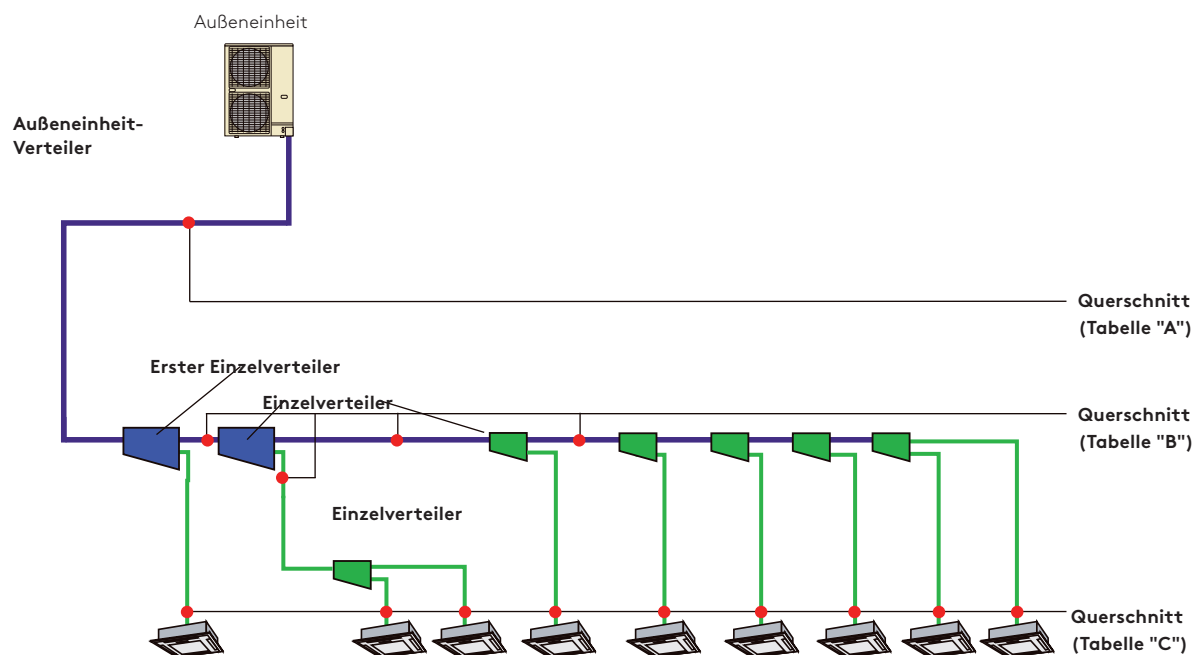 Außeneinheit
Außeneinheit-
Verteiler
Querschnitt
(Tabelle "A")
Erster Einzelverteiler
Einzelverteiler
Querschnitt
(Tabelle "B")
Einzelverteiler
Querschnitt
(Tabelle "C")